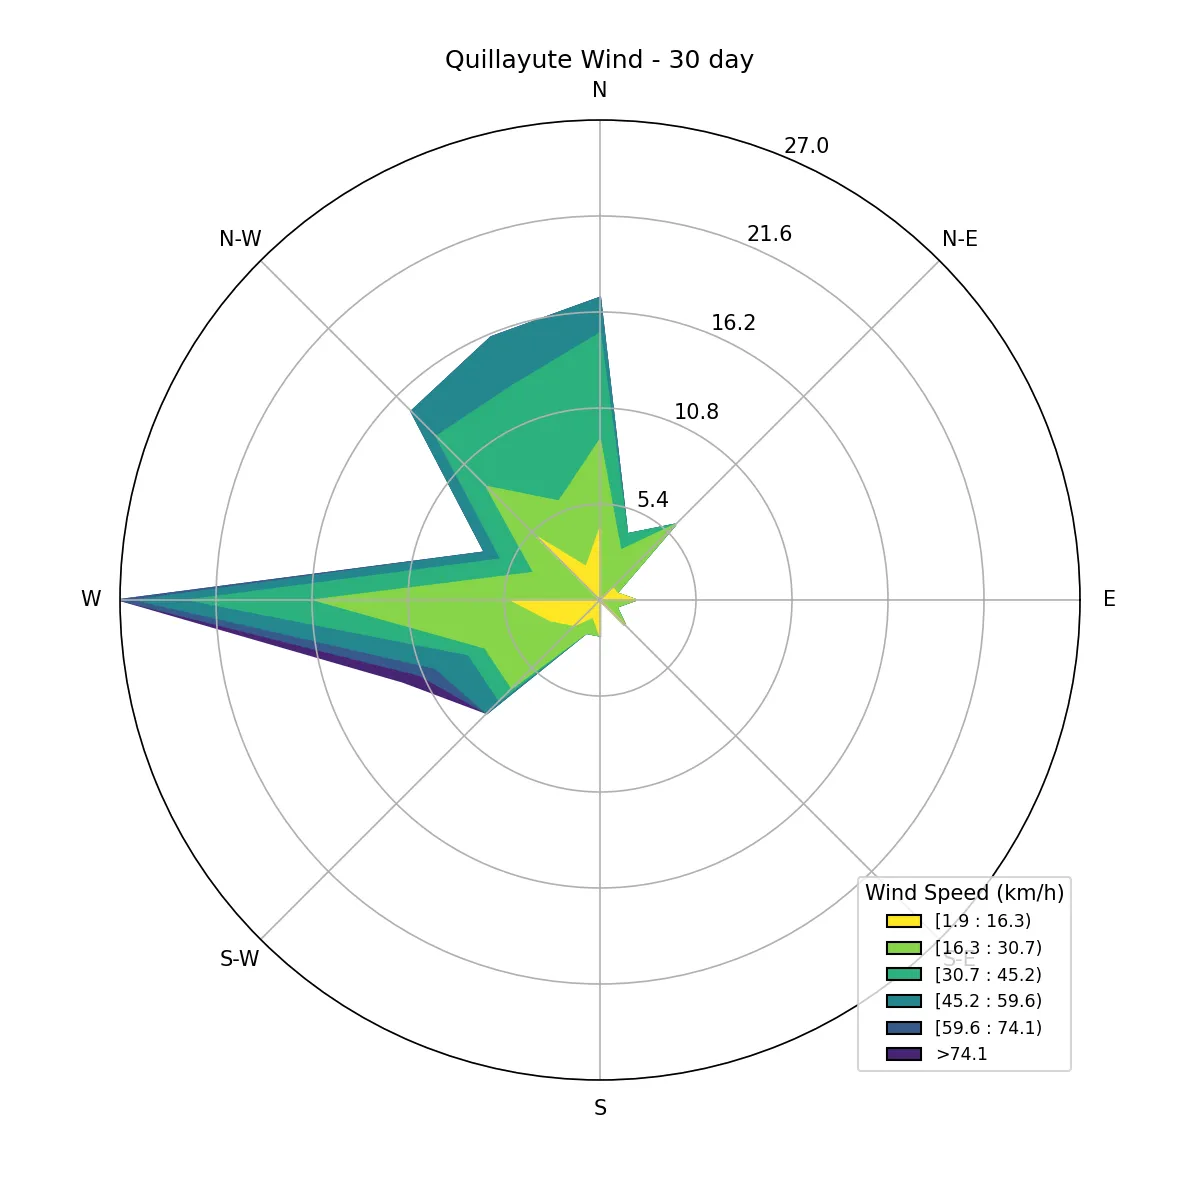 Quillayute Wind - 30 day
N
27.0
N-W
21.6
N-E
16.2
10.8
5.4
W
E
S-W
S-E
S
Wind Speed (km/h)
[1.9 : 16.3)
[16.3 : 30.7)
[30.7 : 45.2)
[45.2 : 59.6)
[59.6 : 74.1)
>74.1